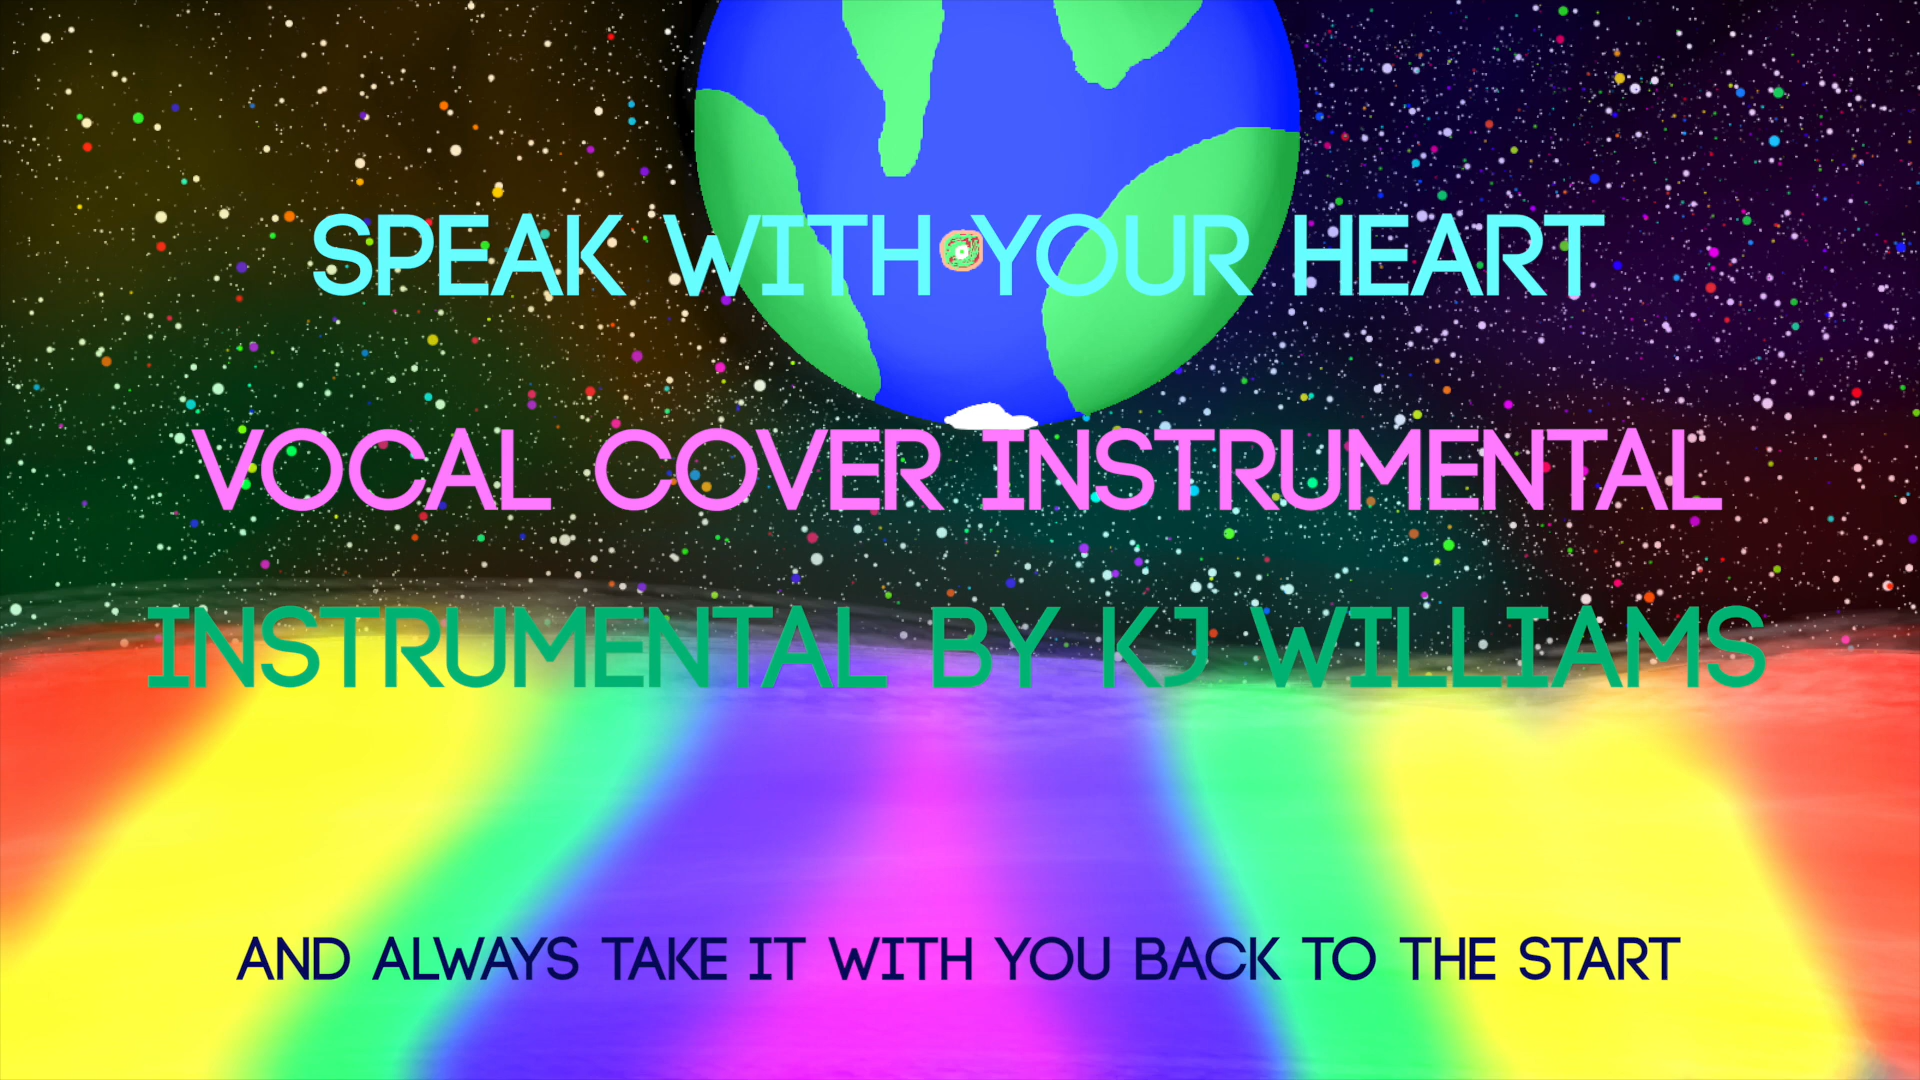 SPEAK WITH YOUR HEART
VOCAL COVER INSTRUMENTAL
INSTRUMENTAL BY KJ WILLIAMS
AND ALWAYS TAKE IT WITH YOU BACK TO THE START